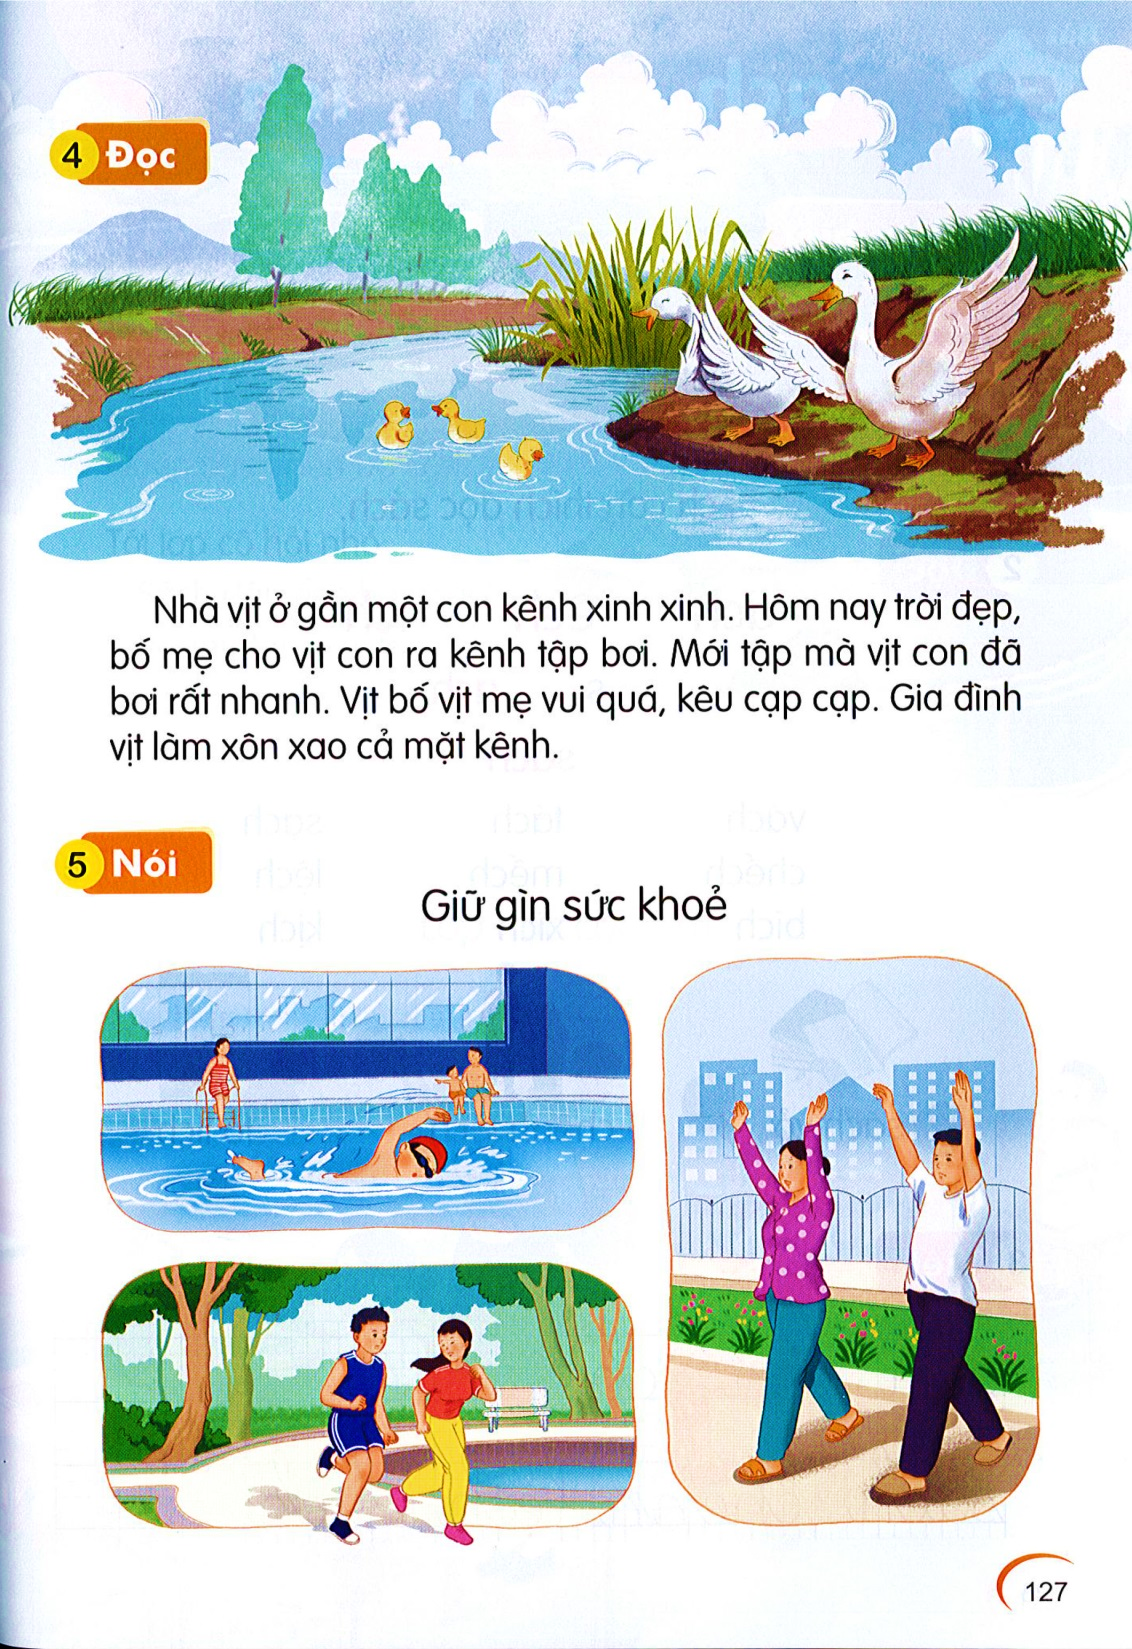 4 Đọc
Nhà vịt ở gần một con kênh xinh xinh. Hôm nay trời đẹp,
bố mẹ cho vịt con ra kênh tập bơi. Mới tập mà vịt con đã
bơi rất nhanh. Vịt bố vịt mẹ vui quá, kêu cạp cạp. Gia đình
vịt làm xôn xao cả mặt kênh.
5 Nói
Giữ gìn sức khoẻ
127